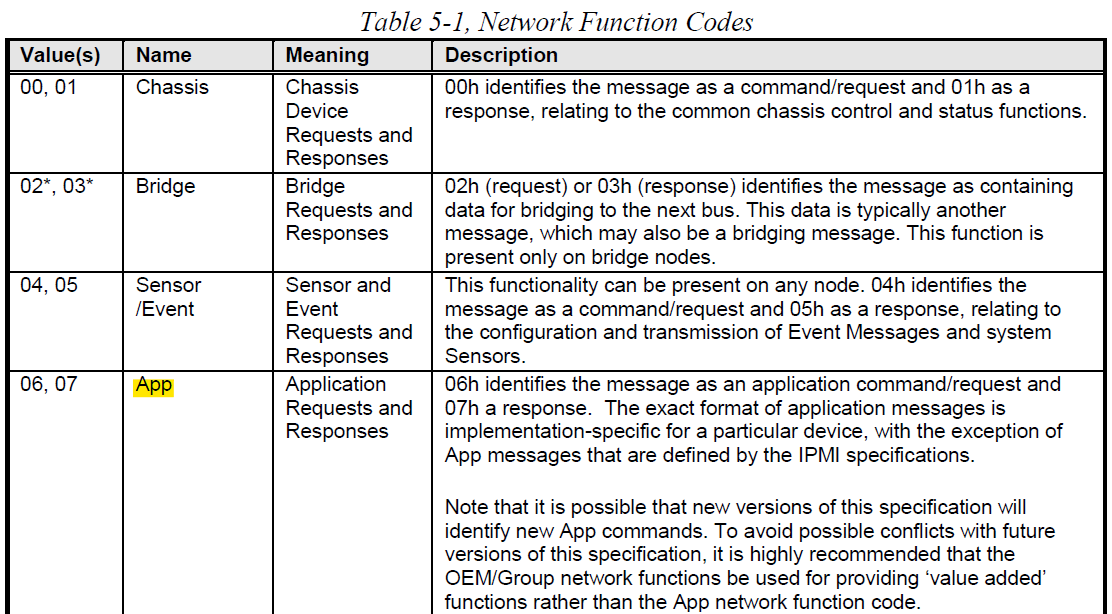 Table 5-1, Network Function Codes
Value(s) Name Meaning Description
00, 01 Chassis Chassis 00h identifies the message as a command/request and 01h as a
Device response, relating to the common chassis control and status functions.
Requests and
Responses
02*, 03* Bridge Bridge 02h (request) or 03h (response) identifies the message as containing
Requests and data for bridging to the next bus. This data is typically another
Responses message, which may also be a bridging message. This function is
present only on bridge nodes.
04, 05 Sensor Sensor and This functionality can be present on any node. 04h identifies the
/Event Event message as a command/request and 05h as a response, relating to
Requests and the configuration and transmission of Event Messages and system
Responses Sensors.
06, 07 App Application 06h identifies the message as an application command/request and
Requests and 07h a response.  The exact format of application messages is
Responses implementation-specific for a particular device, with the exception of
App messages that are defined by the IPMI specifications.
Note that it is possible that new versions of this specification will
identify new App commands. To avoid possible conflicts with future
versions of this specification, it is highly recommended that the
OEM/Group network functions be used for providing ‘value added’
functions rather than the App network function code.